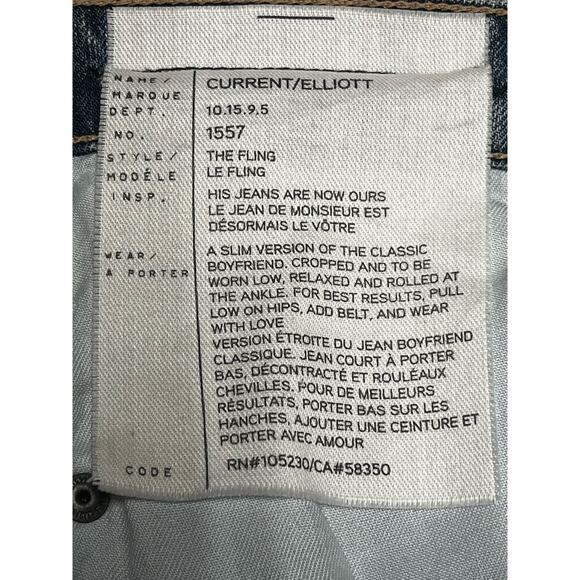 NAME/ CURRENT/ELLIOTT
MARQUE
DEPT. 10.15.9.5
NO. 1557
STYLE/ THE FLING
MODÈLE LE FLING
INSP. HIS JEANS ARE NOW OURS
LE JEAN DE MONSIEUR EST
DÉSORMAIS LE VÔTRE
WEAR/ A SLIM VERSION OF THE CLASSIC
À PORTER BOYFRIEND. CROPPED AND TO BE
WORN LOW, RELAXED AND ROLLED AT
THE ANKLE. FOR BEST RESULTS, PULL
LOW ON HIPS, ADD BELT, AND WEAR
WITH LOVE
VERSION ÉTROITE DU JEAN BOYFRIEND
CLASSIQUE. JEAN COURT À PORTER
BAS, DÉCONTRACTÉ ET ROULÉAUX
CHEVILLES. POUR DE MEILLEURS
RÉSULTATS, PORTER BAS SUR LES
HANCHES, AJOUTER UNE CEINTURE ET
PORTER AVEC AMOUR
CODE RN#105230/CA#58350